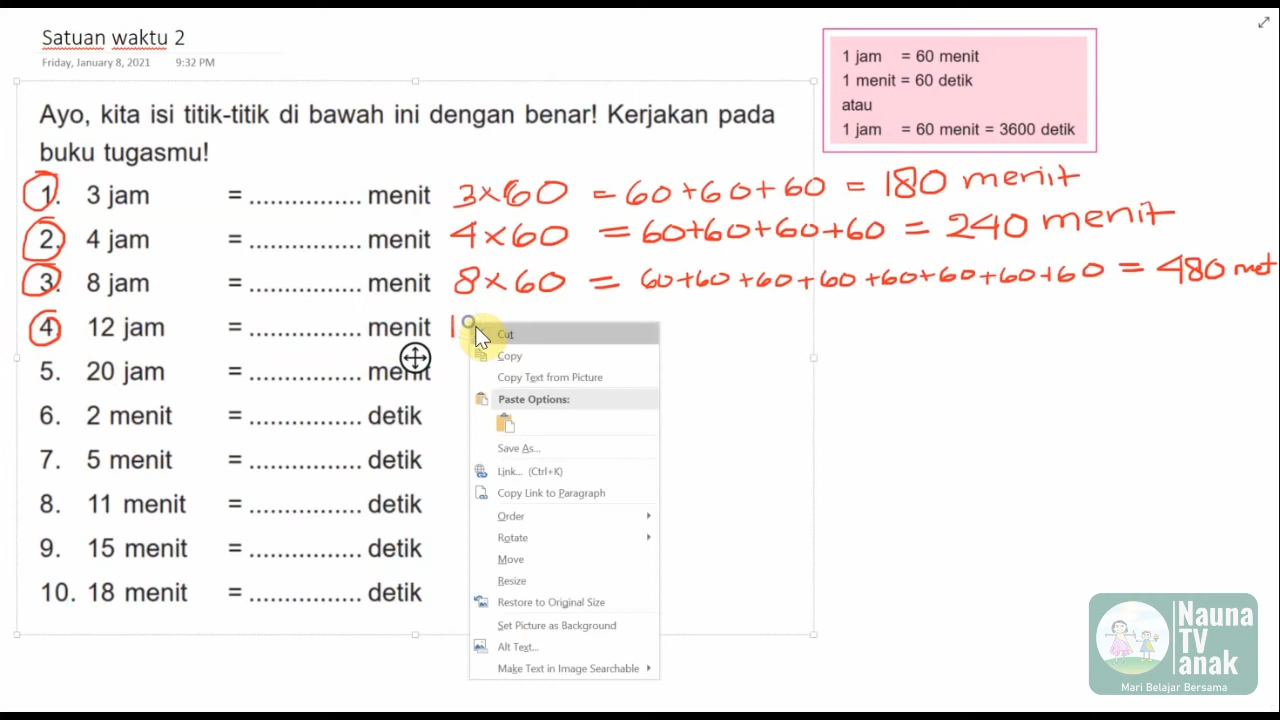 Satuan waktu 2
Friday, January 8, 2021 9:32 PM
1 jam = 60 menit
1 menit = 60 detik
atau
1 jam = 60 menit = 3600 detik
Ayo, kita isi titik-titik di bawah ini dengan benar! Kerjakan pada
buku tugasmu!
1. 3 jam = ................ menit 3×60 = 60+60+60 = 180 menit
2. 4 jam = ................ menit 4×60 = 60+60+60+60 = 240 menit
3. 8 jam = ................ menit 8×60 = 60+60+60+60+60+60+60+60 = 480 met
4. 12 jam = ................ menit 1
5. 20 jam = ................ menit
6. 2 menit = ................ detik
7. 5 menit = ................ detik
8. 11 menit = ................ detik
9. 15 menit = ................ detik
10. 18 menit = ................ detik
Cut
Copy
Copy Text from Picture
Paste Options:
Save As...
Link... (Ctrl+K)
Copy Link to Paragraph
Order
Rotate
Move
Resize
Restore to Original Size
Set Picture as Background
Alt Text...
Make Text in Image Searchable
Nauna
TV
anak
Mari Belajar Bersama